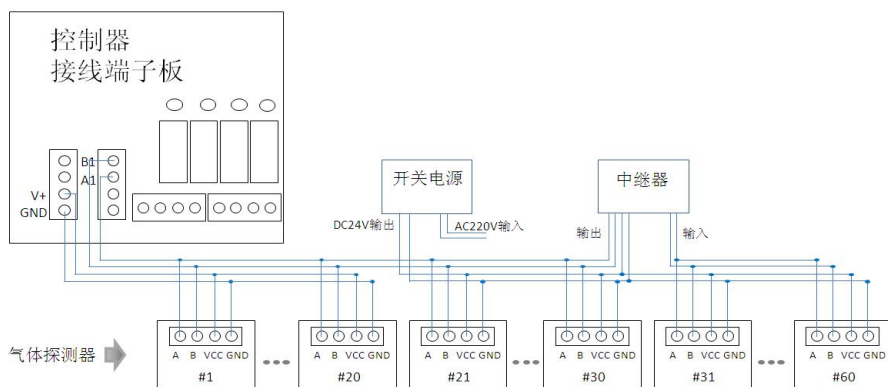 控制器
接线端子板
B1
A1
V+
GND
开关电源
中继器
DC24V输出
AC220V输入
输出
输入
气体探测器
A B VCC GND
A B VCC GND
A B VCC GND
A B VCC GND
A B VCC GND
A B VCC GND
#1
#20
#21
#30
#31
#60